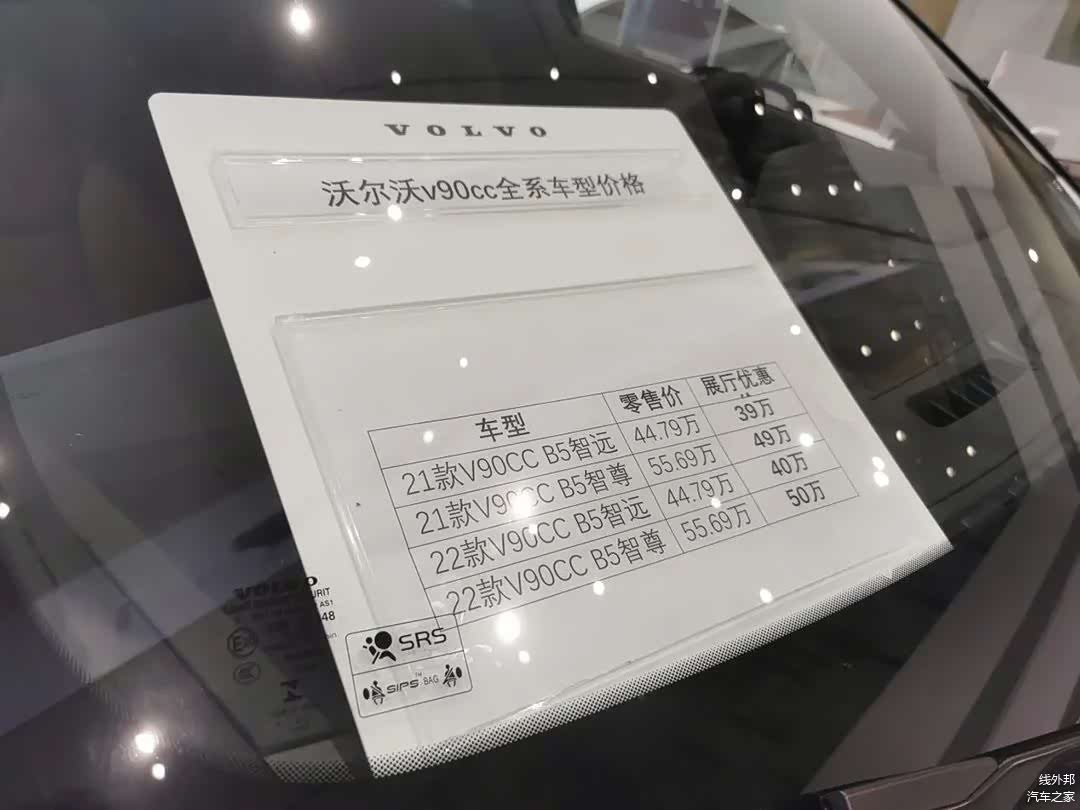 VOLVO
沃尔沃v90cc全系车型价格
车型 零售价 展厅优惠
21款V90CC B5智远 44.79万 39万
21款V90CC B5智尊 55.69万 49万
22款V90CC B5智远 44.79万 40万
22款V90CC B5智尊 55.69万 50万
VOLVO
SRS
SIPS™ BAG
线外邦
汽车之家